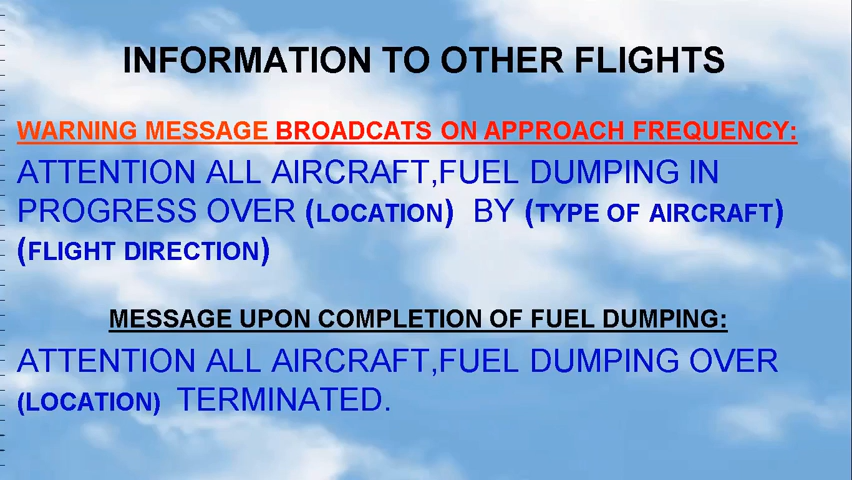 INFORMATION TO OTHER FLIGHTS
WARNING MESSAGE BROADCATS ON APPROACH FREQUENCY:
ATTENTION ALL AIRCRAFT,FUEL DUMPING IN
PROGRESS OVER (LOCATION) BY (TYPE OF AIRCRAFT)
(FLIGHT DIRECTION)
MESSAGE UPON COMPLETION OF FUEL DUMPING:
ATTENTION ALL AIRCRAFT,FUEL DUMPING OVER
(LOCATION) TERMINATED.